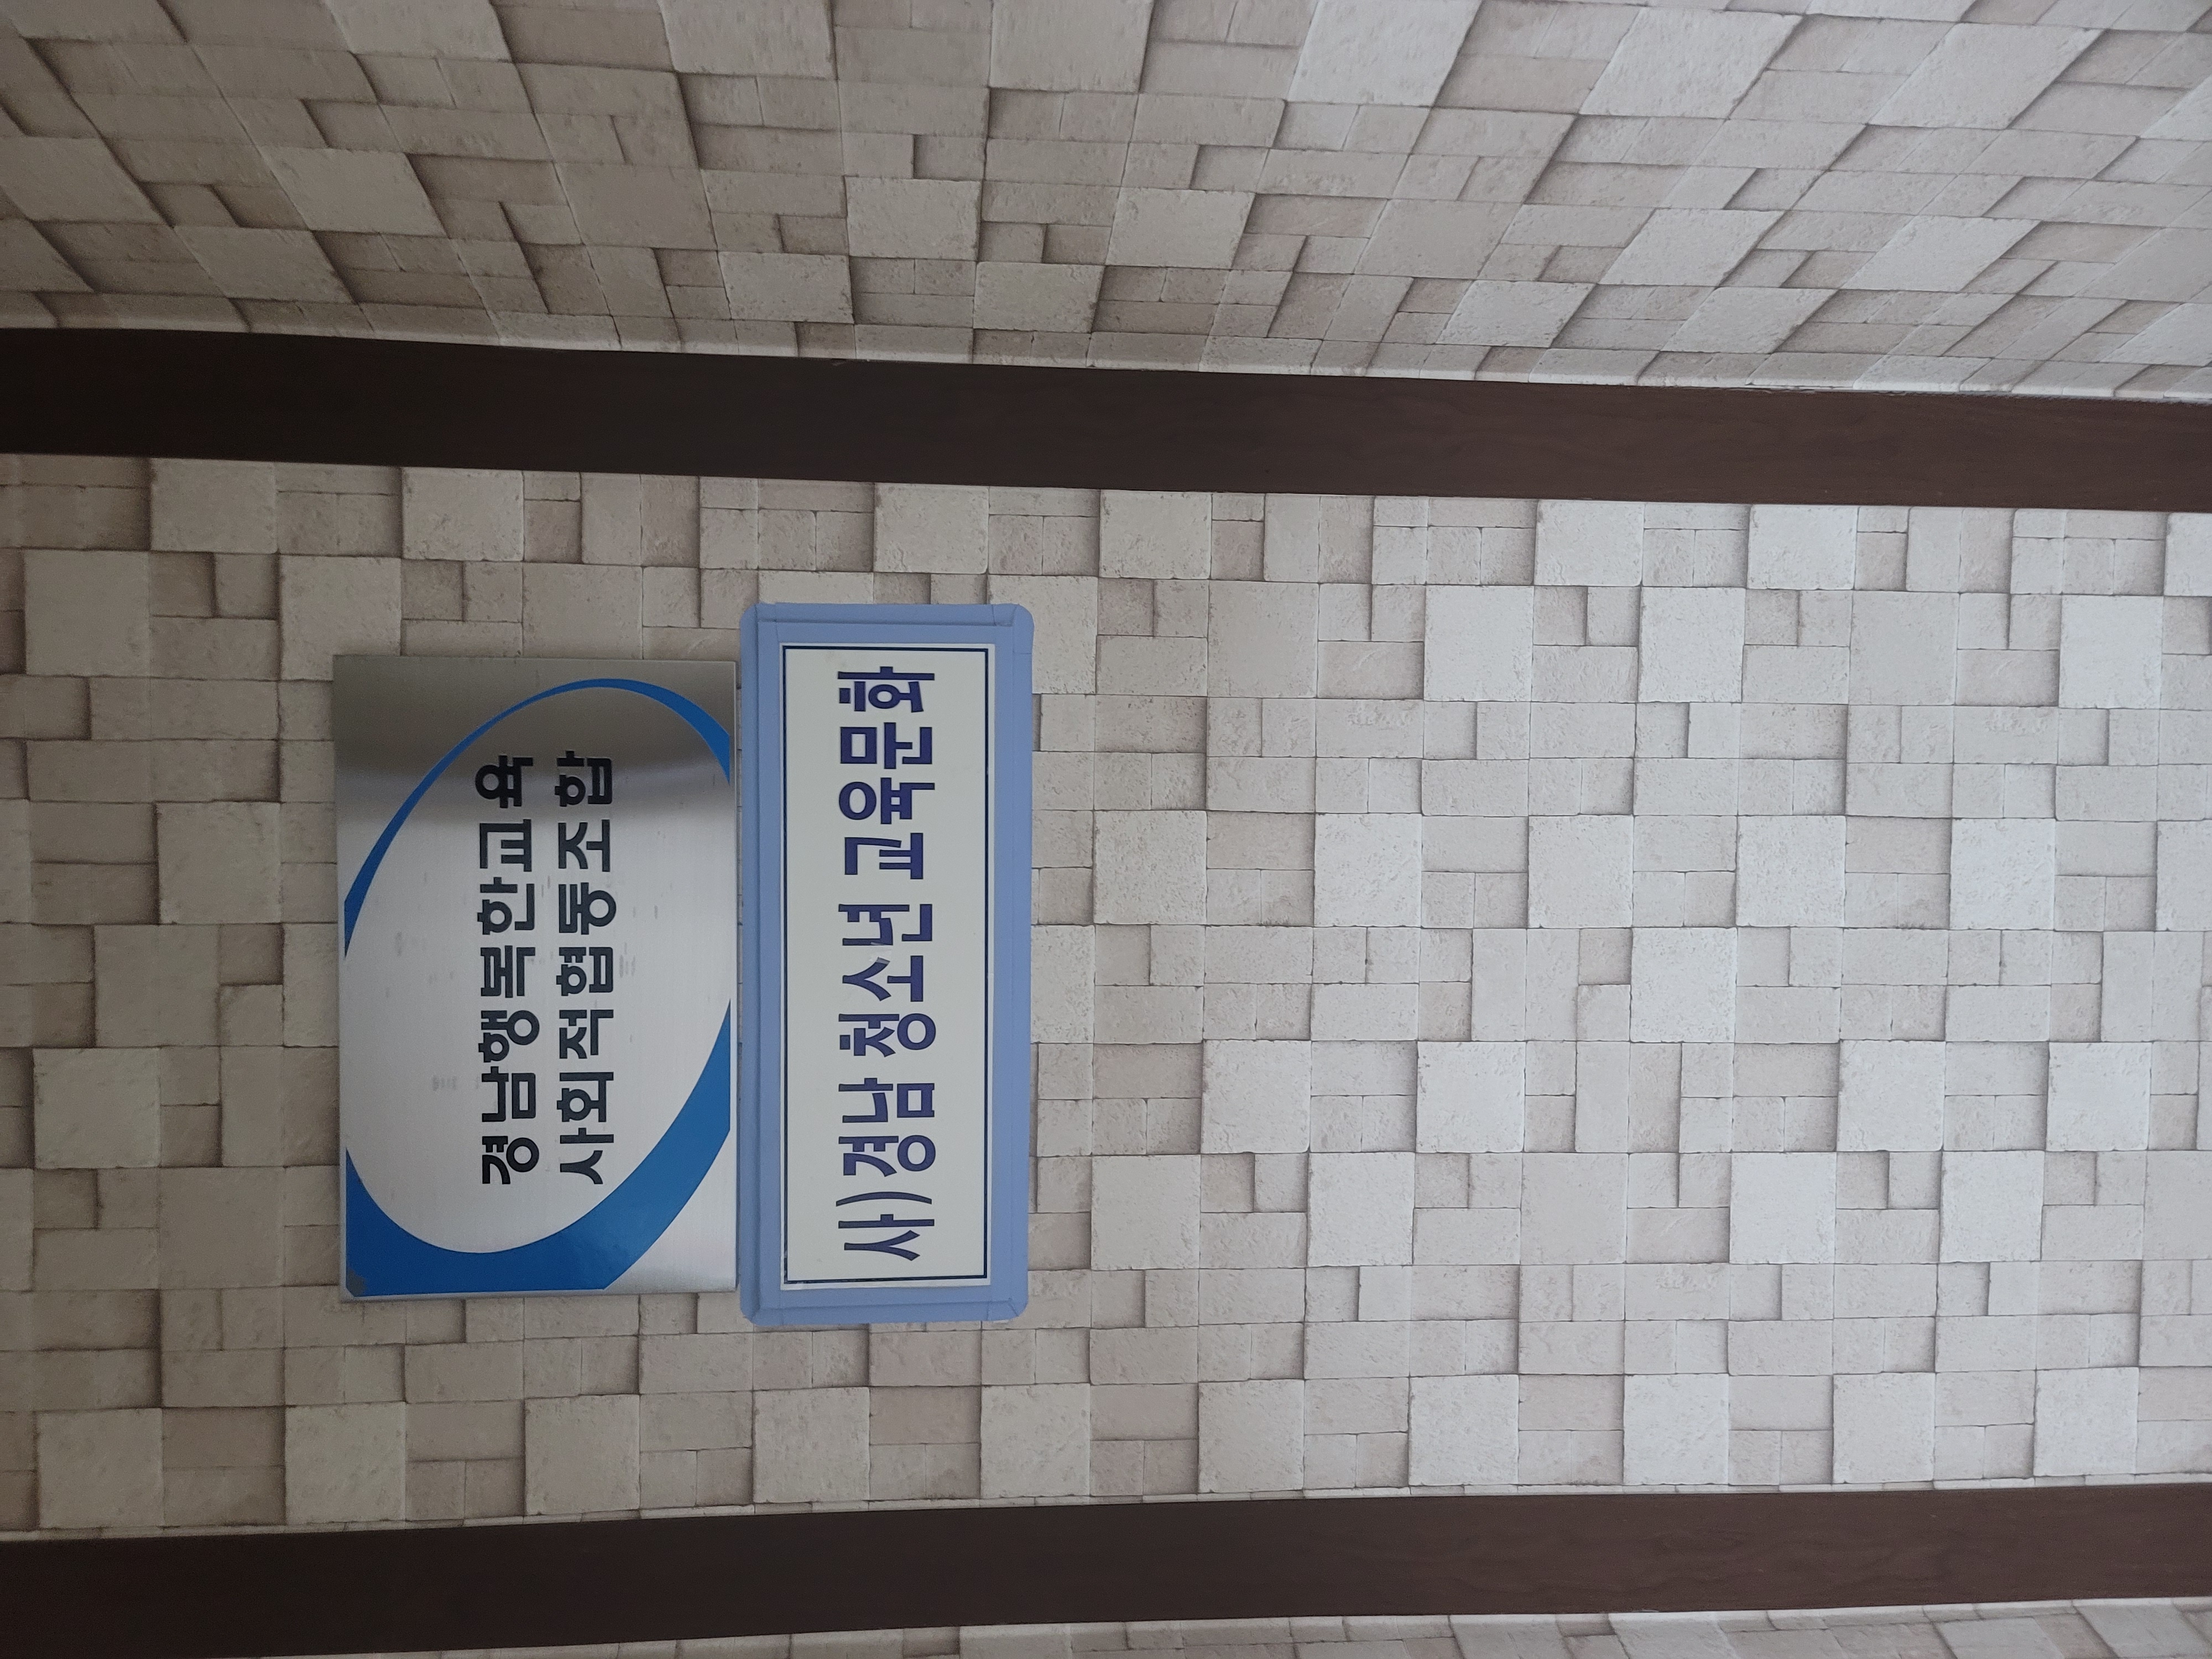 경남행복한교육
사회적협동조합
사)경남 청소년 교육문화